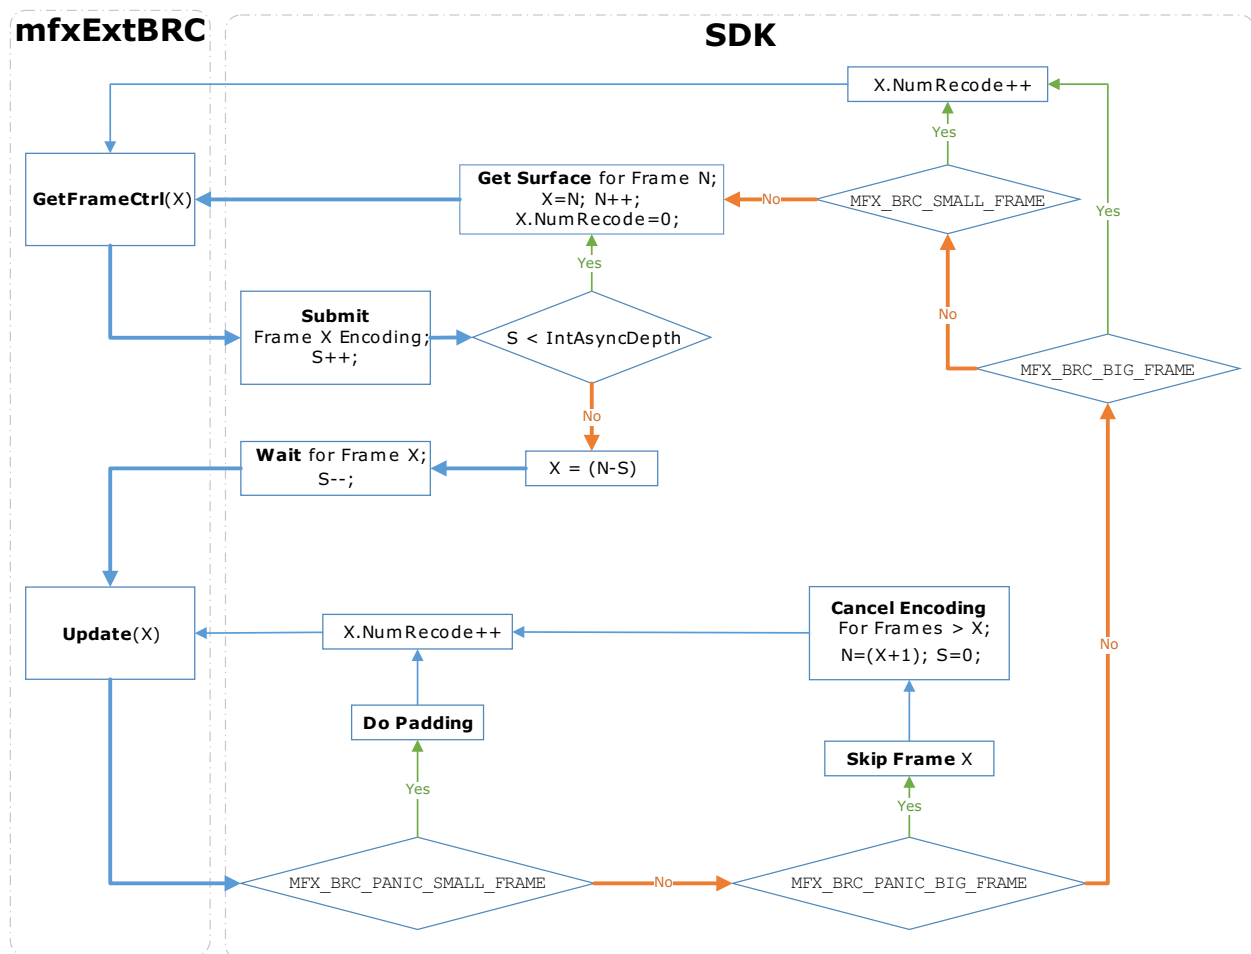 mfxExtBRC
SDK
X.NumRecode++
Yes
Yes
GetFrameCtrl(X)
Get Surface for Frame N;
X=N; N++;
X.NumRecode=0;
No
MFX_BRC_SMALL_FRAME
Yes
No
Submit
Frame X Encoding;
S++;
S < IntAsyncDepth
MFX_BRC_BIG_FRAME
No
Wait for Frame X;
S--;
X = (N-S)
Update(X)
X.NumRecode++
Cancel Encoding
For Frames > X;
N=(X+1); S=0;
No
Do Padding
Skip Frame X
Yes
Yes
MFX_BRC_PANIC_SMALL_FRAME
No
MFX_BRC_PANIC_BIG_FRAME